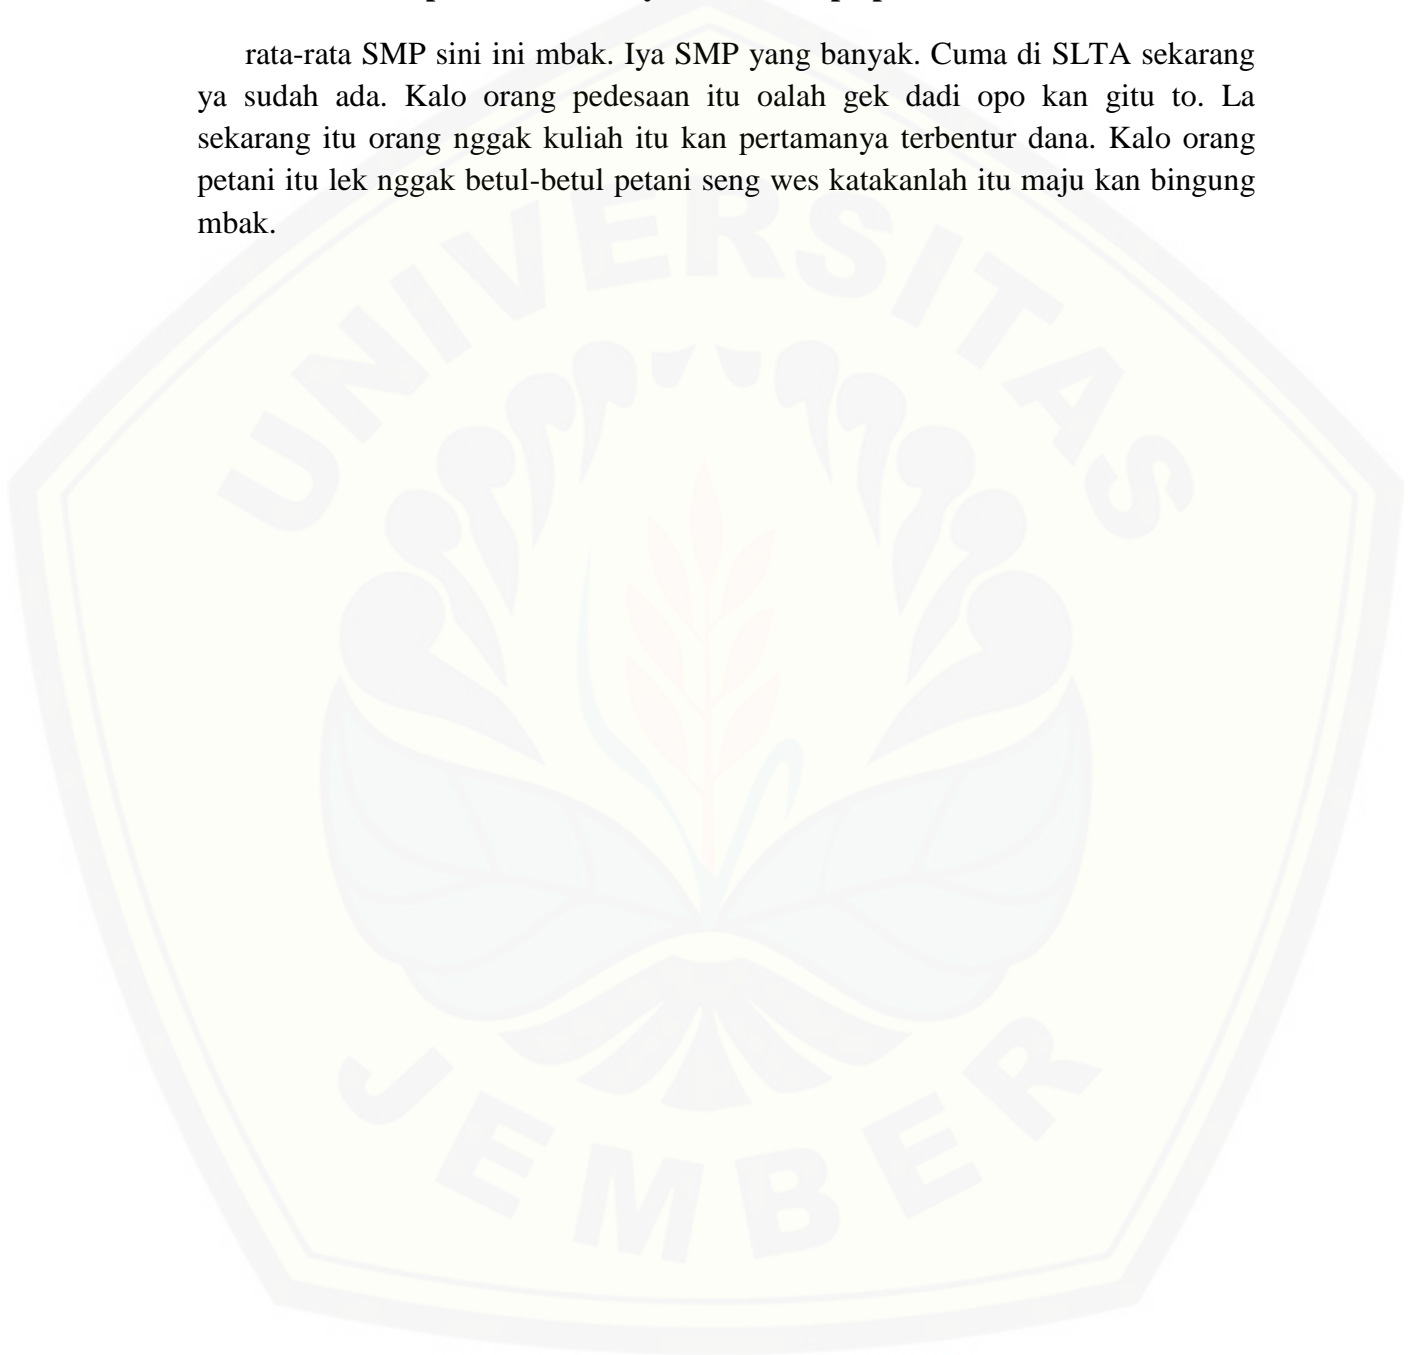 rata-rata SMP sini ini mbak. Iya SMP yang banyak. Cuma di SLTA sekarang
ya sudah ada. Kalo orang pedesaan itu oalah gek dadi opo kan gitu to. La
sekarang itu orang nggak kuliah itu kan pertamanya terbentur dana. Kalo orang
petani itu lek nggak betul-betul petani seng wes katakanlah itu maju kan bingung
mbak.
UNIVERSITAS
JEMBER